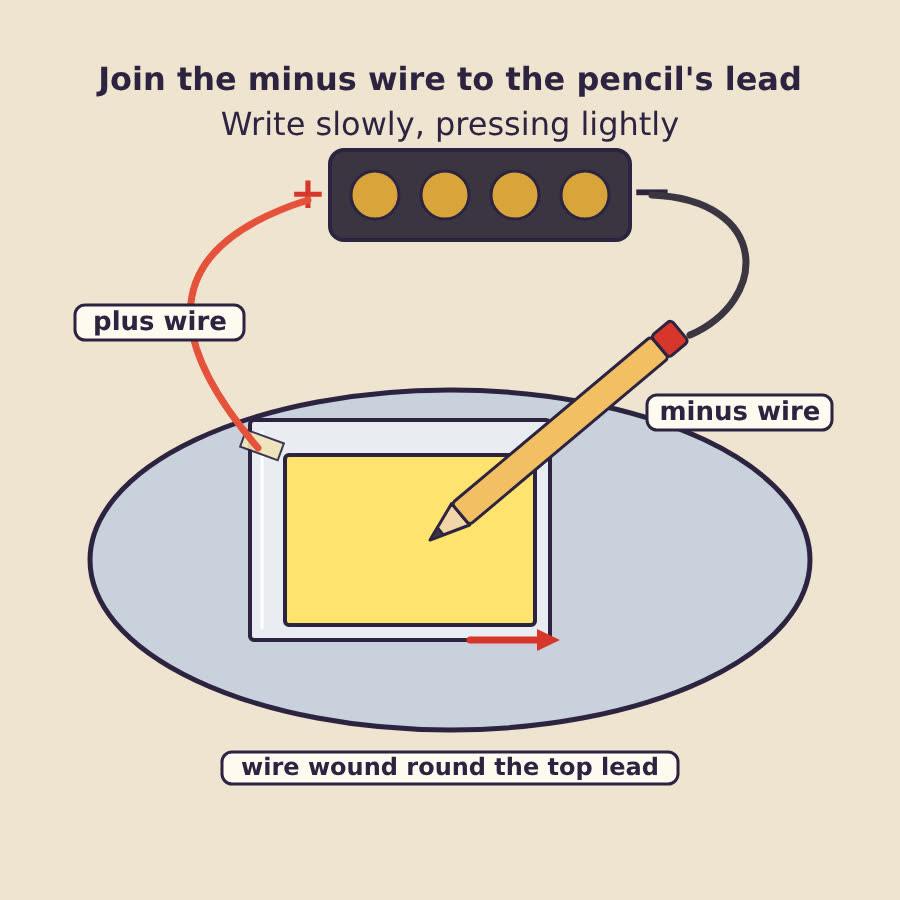 Join the minus wire to the pencil's lead
Write slowly, pressing lightly
+ −
plus wire
minus wire
wire wound round the top lead